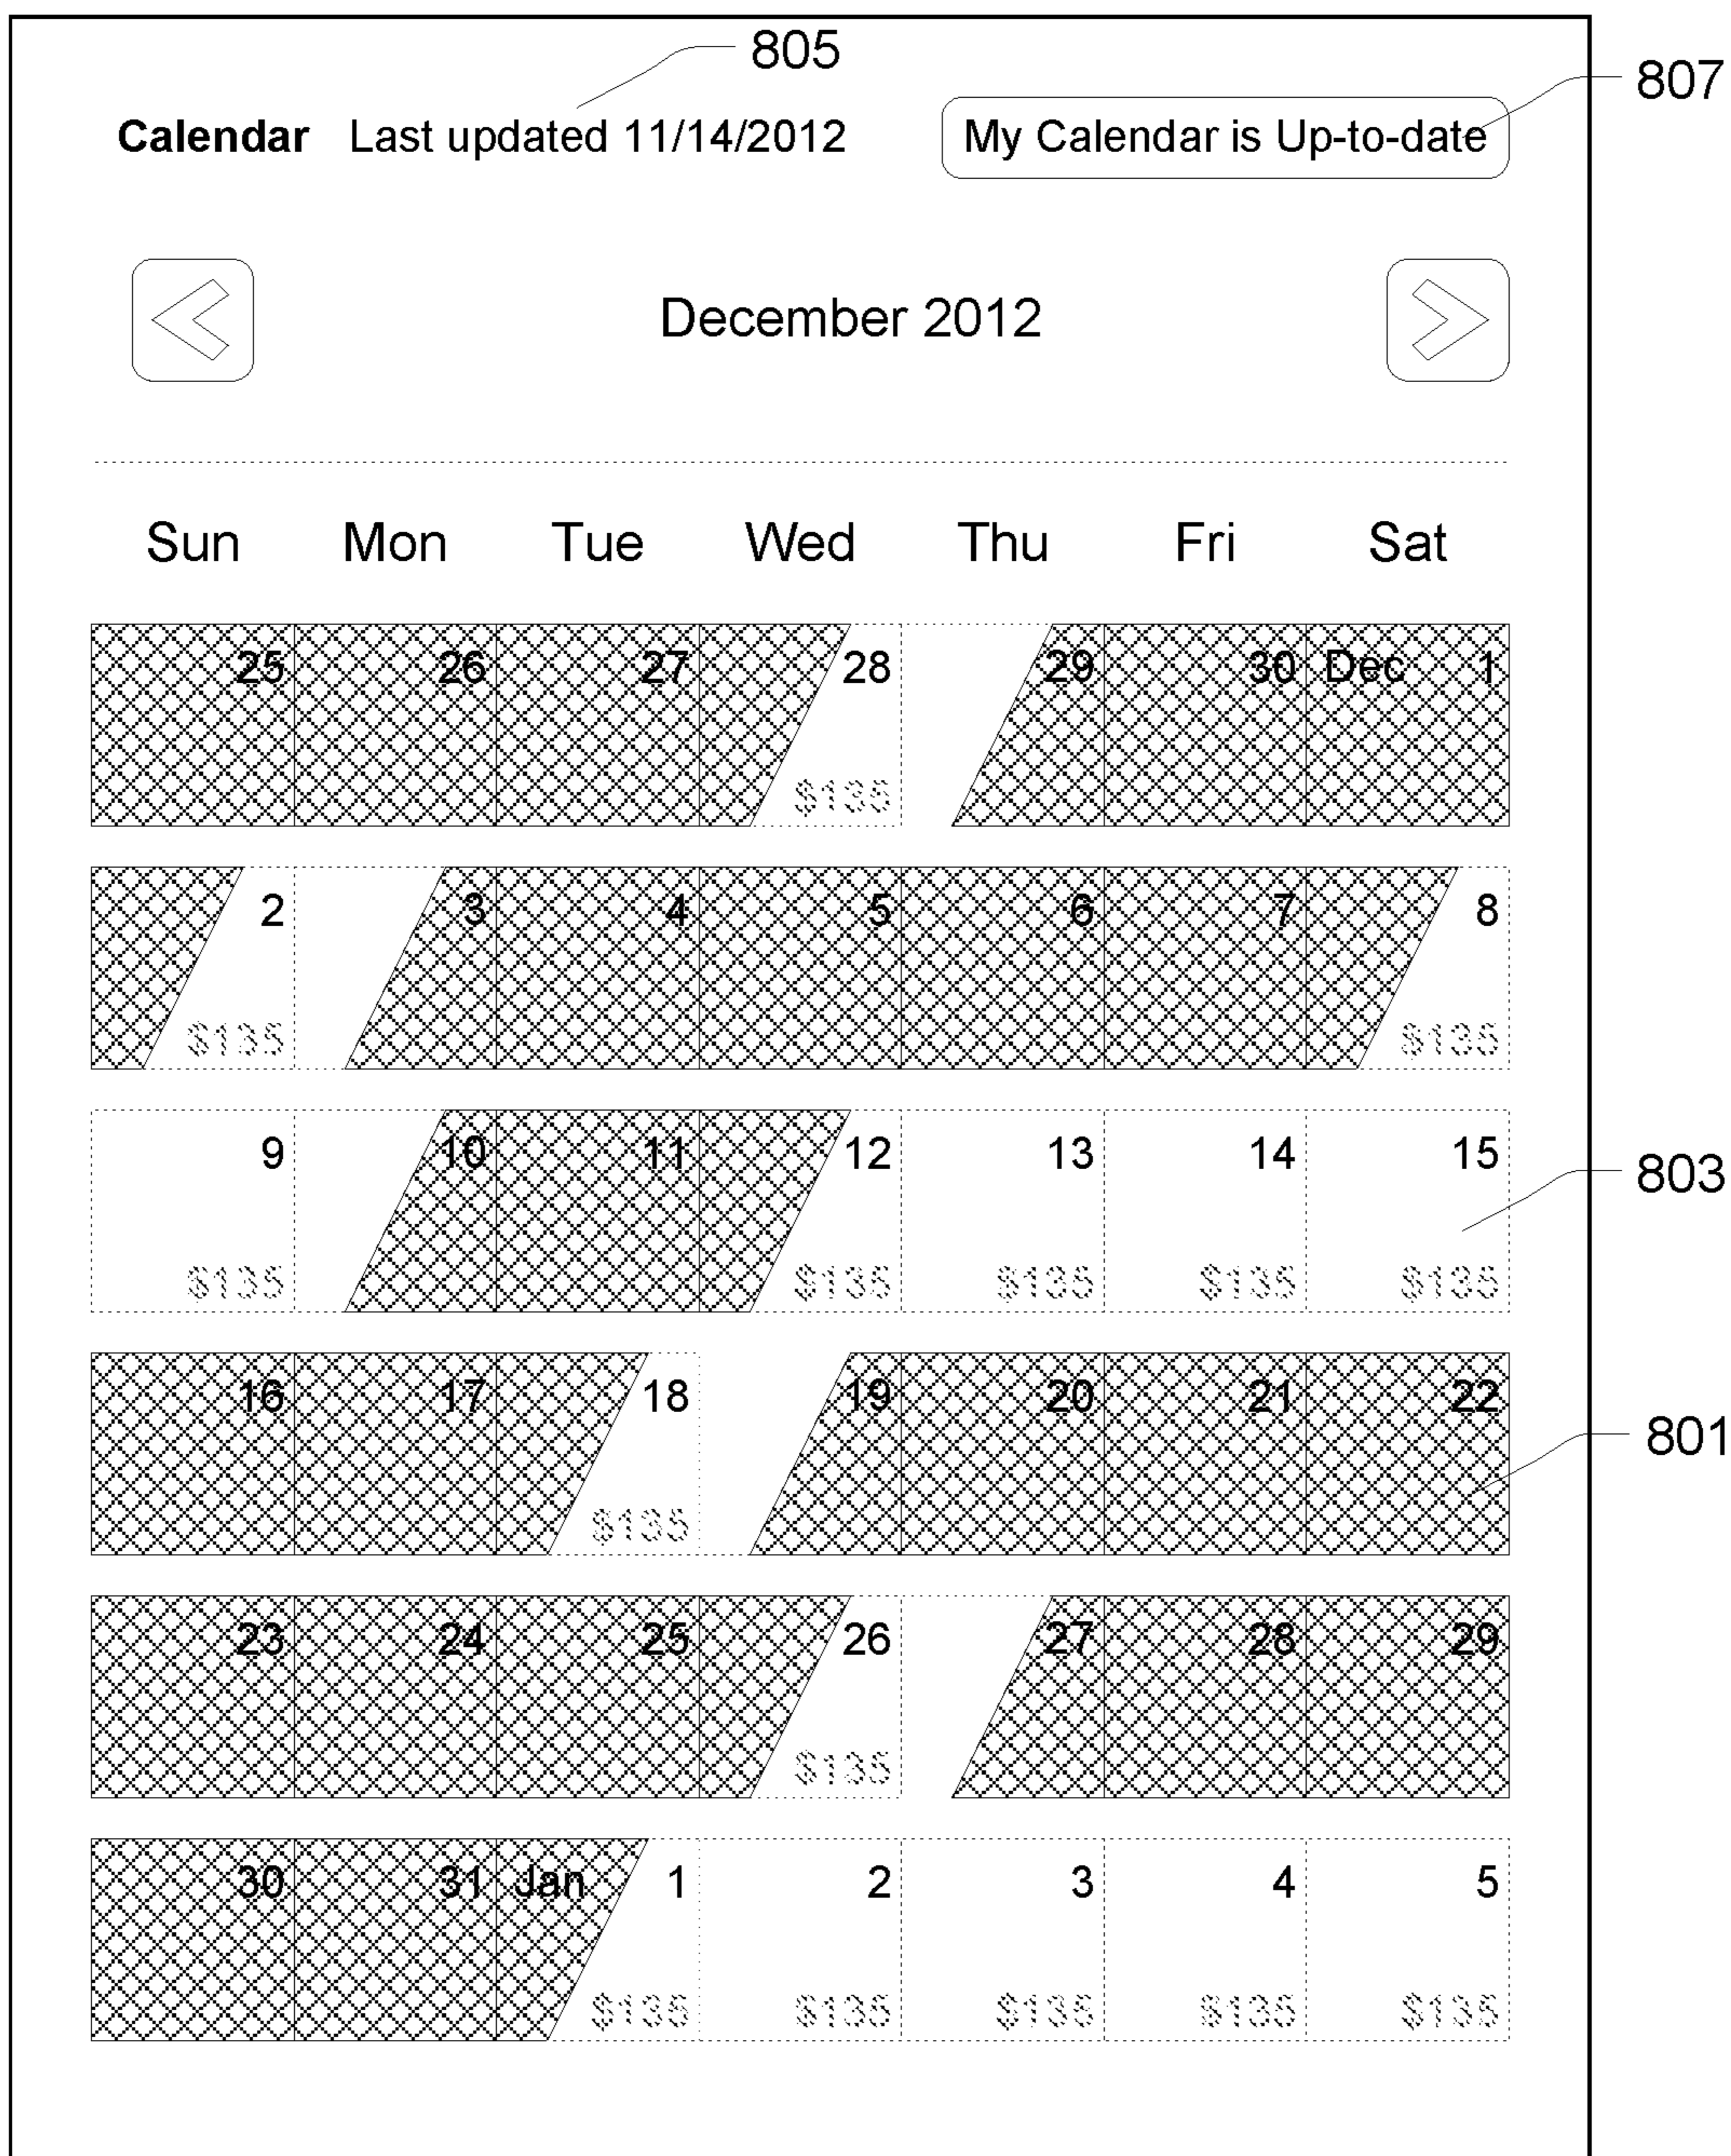 805
807
Calendar Last updated 11/14/2012 My Calendar is Up-to-date
December 2012
Sun Mon Tue Wed Thu Fri Sat
25 26 27 28 29 30 Dec 1
$135
2 3 4 5 6 7 8
$135 $135
9 10 11 12 13 14 15
803
$135 $135 $135 $135 $135
16 17 18 19 20 21 22
801
$135
23 24 25 26 27 28 29
$135
30 31 Jan 1 2 3 4 5
$135 $135 $135 $135 $135